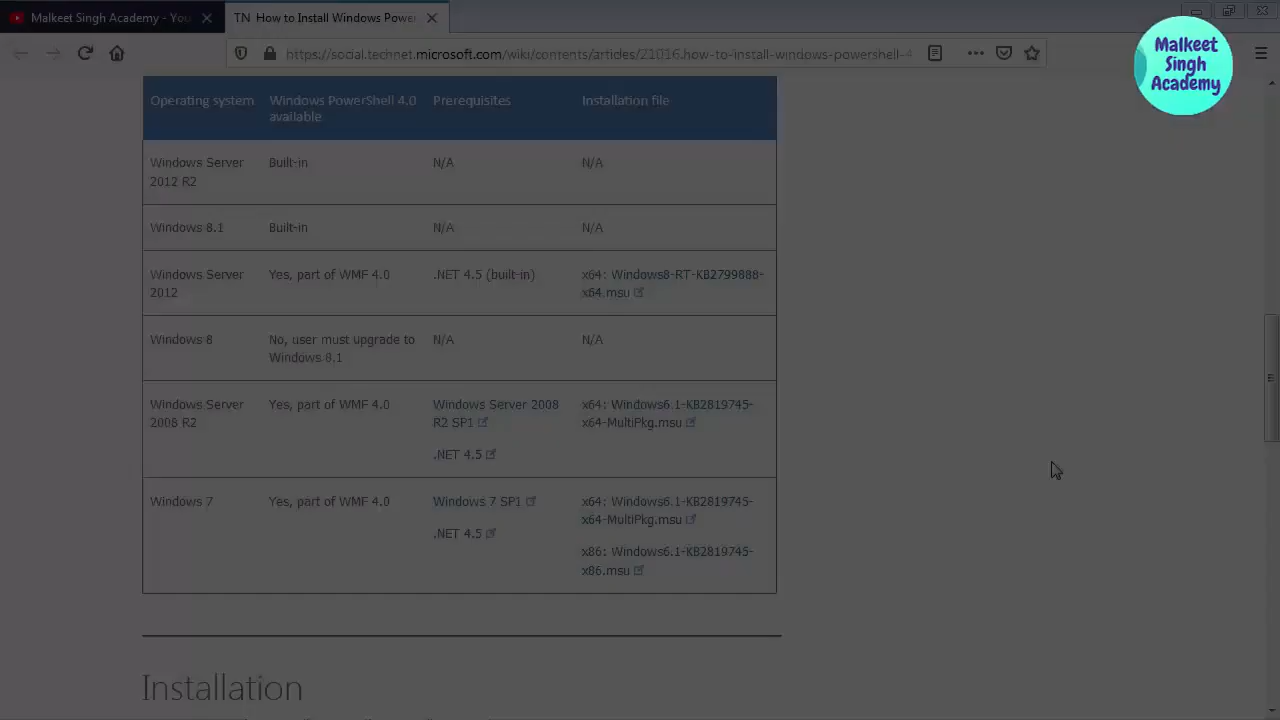 Malkeet Singh Academy - You
TN How to Install Windows Power
https://social.technet.microsoft.com/wiki/contents/articles/21016.how-to-install-windows-powershell-4
Malkeet
Singh
Academy
Operating system
Windows PowerShell 4.0
available
Prerequisites
Installation file
Windows Server
2012 R2
Built-in
N/A
N/A
Windows 8.1
Built-in
N/A
N/A
Windows Server
2012
Yes, part of WMF 4.0
.NET 4.5 (built-in)
x64: Windows8-RT-KB2799888-
x64.msu
Windows 8
No, user must upgrade to
Windows 8.1
N/A
N/A
Windows Server
2008 R2
Yes, part of WMF 4.0
Windows Server 2008
R2 SP1
.NET 4.5
x64: Windows6.1-KB2819745-
x64-MultiPkg.msu
Windows 7
Yes, part of WMF 4.0
Windows 7 SP1
.NET 4.5
x64: Windows6.1-KB2819745-
x64-MultiPkg.msu
x86: Windows6.1-KB2819745-
x86.msu
Installation